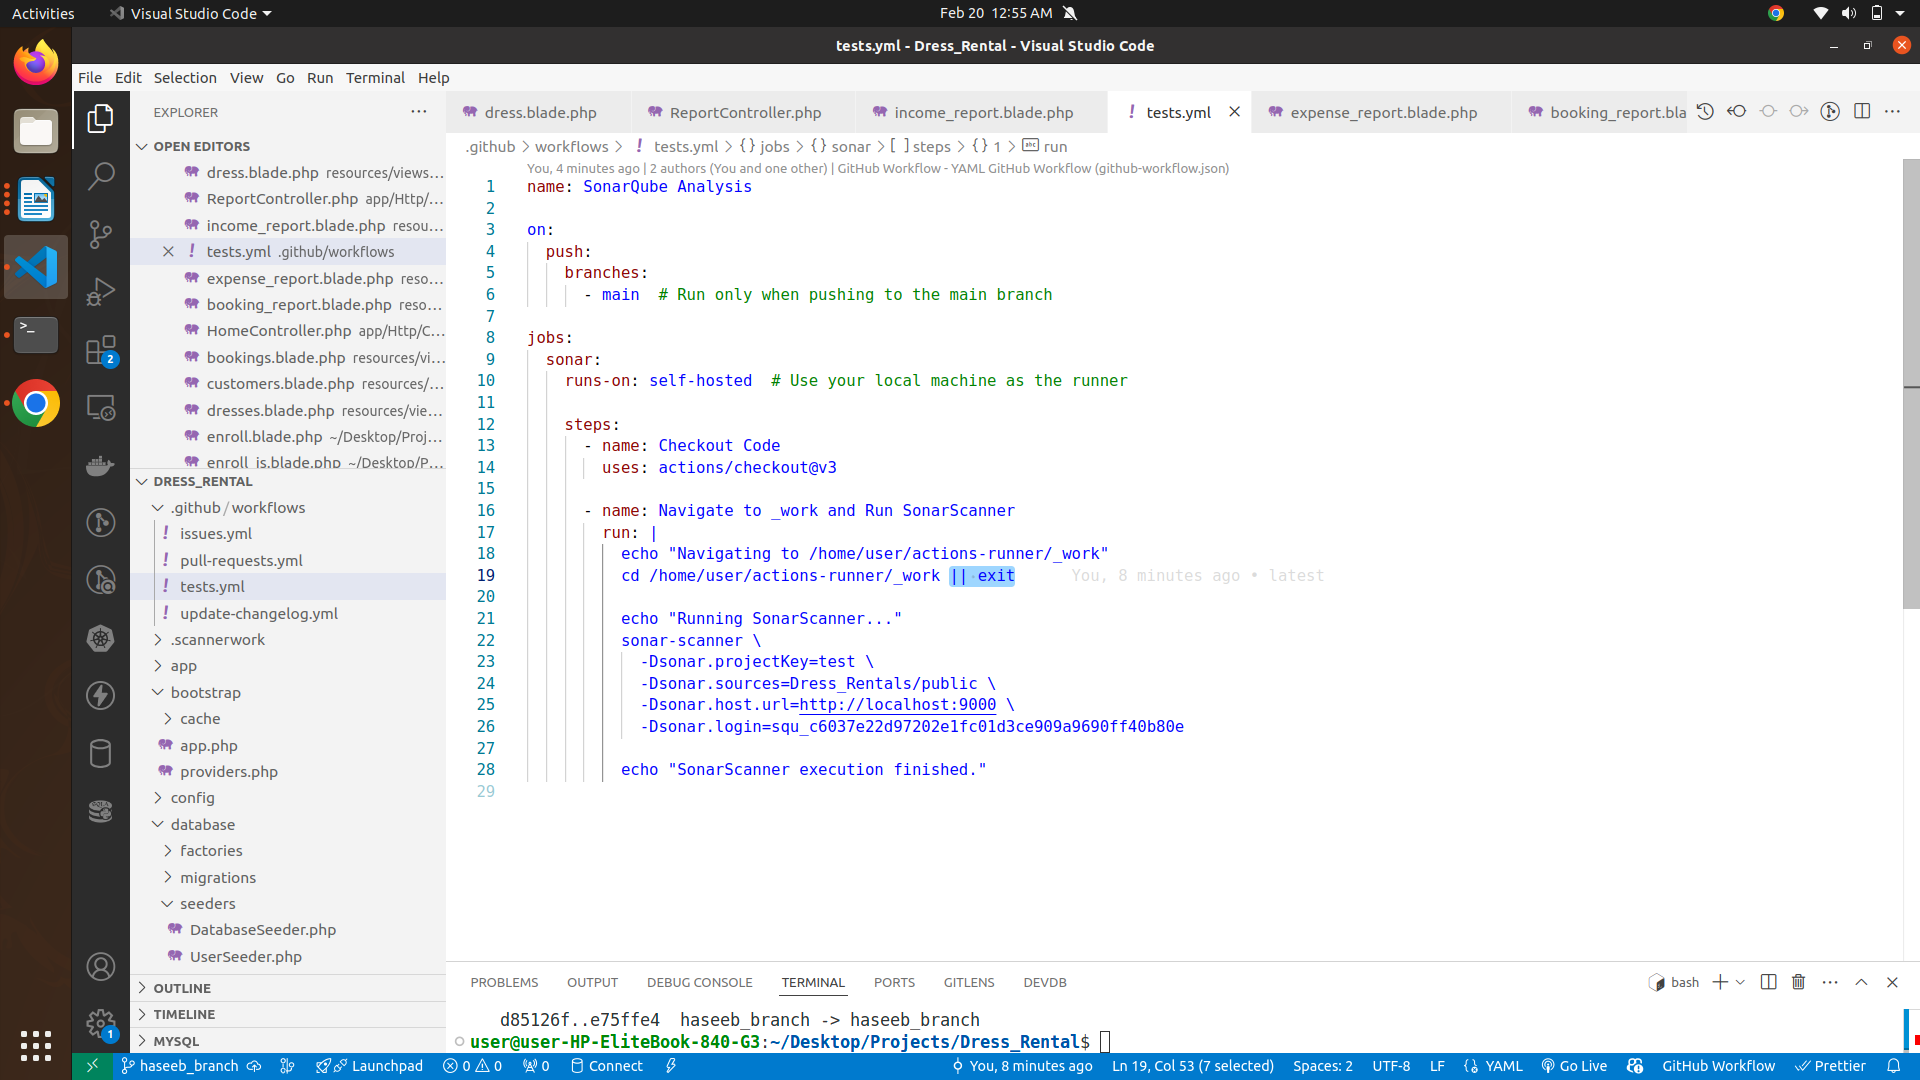 Activities
Visual Studio Code
Feb 20 12:55 AM
tests.yml - Dress_Rental - Visual Studio Code
File Edit Selection View Go Run Terminal Help
EXPLORER
OPEN EDITORS
dress.blade.php resources/views...
ReportController.php app/Http/...
income_report.blade.php resou...
tests.yml .github/workflows
expense_report.blade.php reso...
booking_report.blade.php reso...
HomeController.php app/Http/C...
bookings.blade.php resources/vi...
customers.blade.php resources/...
dresses.blade.php resources/vie...
enroll.blade.php ~/Desktop/Proj...
enroll_is.blade.php ~/Desktop/P...
DRESS_RENTAL
.github/workflows
issues.yml
pull-requests.yml
tests.yml
update-changelog.yml
.scannerwork
app
bootstrap
cache
app.php
providers.php
config
database
factories
migrations
seeders
DatabaseSeeder.php
UserSeeder.php
OUTLINE
TIMELINE
MYSQL
2
1
dress.blade.php
ReportController.php
income_report.blade.php
tests.yml
expense_report.blade.php
booking_report.bla
.github > workflows > ! tests.yml > {} jobs > {} sonar > [ ] steps > {} 1 > abc run
You, 4 minutes ago | 2 authors (You and one other) | GitHub Workflow - YAML GitHub Workflow (github-workflow.json)
1 name: SonarQube Analysis
2
3 on:
4 push:
5 branches:
6 - main # Run only when pushing to the main branch
7
8 jobs:
9 sonar:
10 runs-on: self-hosted # Use your local machine as the runner
11
12 steps:
13 - name: Checkout Code
14 uses: actions/checkout@v3
15
16 - name: Navigate to _work and Run SonarScanner
17 run: |
18 echo "Navigating to /home/user/actions-runner/_work"
19 cd /home/user/actions-runner/_work || exit You, 8 minutes ago • latest
20
21 echo "Running SonarScanner..."
22 sonar-scanner \
23 -Dsonar.projectKey=test \
24 -Dsonar.sources=Dress_Rentals/public \
25 -Dsonar.host.url=http://localhost:9000 \
26 -Dsonar.login=squ_c6037e22d97202e1fc01d3ce909a9690ff40b80e
27
28 echo "SonarScanner execution finished."
29
PROBLEMS OUTPUT DEBUG CONSOLE TERMINAL PORTS GITLENS DEVDB
bash
d85126f..e75ffe4 haseeb_branch -> haseeb_branch
user@user-HP-EliteBook-840-G3:~/Desktop/Projects/Dress_Rental$
haseeb_branch
Launchpad
0 0
0
Connect
You, 8 minutes ago
Ln 19, Col 53 (7 selected)
Spaces: 2
UTF-8
LF
{} YAML
Go Live
GitHub Workflow
Prettier